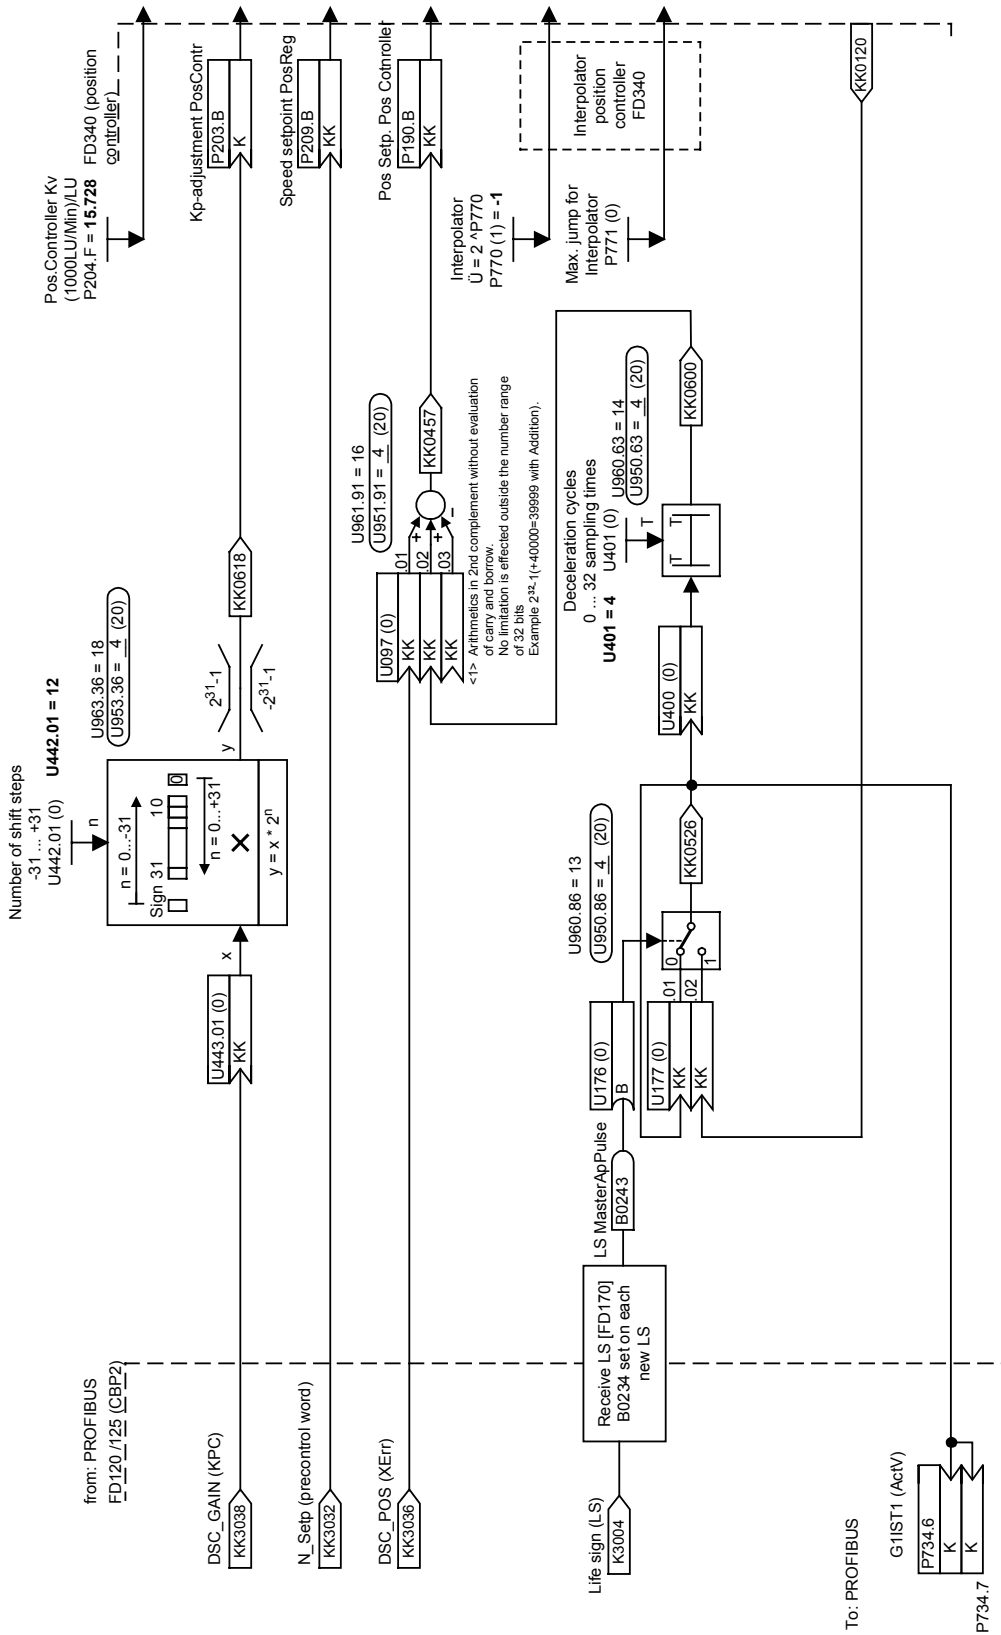 from: PROFIBUS
FD120 /125 (CBP2)
DSC_GAIN (KPC)
KK3038
N_Setp (precontrol word)
KK3032
DSC_POS (XErr)
KK3036
Life sign (LS)
K3004
To: PROFIBUS
G1IST1 (ActV)
P734.6
K
K
P734.7
Receive LS [FD170]
B0234 set on each
new LS
LS MasterApPulse
B0243
U176 (0)
B
U177 (0)
KK
KK
.01
.02
0
1
U960.86 = 13
U950.86 = 4 (20)
KK0526
U443.01 (0)
KK
x
Number of shift steps
-31 ... +31
U442.01 (0)
U442.01 = 12
n
n = 0...-31
Sign 31
10
0
n = 0...+31
y = x * 2ⁿ
y
U963.36 = 18
U953.36 = 4 (20)
2³¹-1
-2³¹-1
KK0618
U097 (0)
KK
KK
KK
.01
.02
.03
+
+
–
U961.91 = 16
U951.91 = 4 (20)
KK0457
<1> Arithmetics in 2nd complement without evaluation
of carry and borrow.
No limitation is effected outside the number range
of 32 bits
Example 2³²-1(+40000=39999 with Addition).
U400 (0)
KK
Deceleration cycles
0 ... 32 sampling times
U401 = 4
U401 (0)
T
T
T
U960.63 = 14
U950.63 = 4 (20)
KK0600
Pos.Controller Kv
(1000LU/Min)/LU
P204.F = 15.728
FD340 (position
controller)
Kp-adjustment PosContr
P203.B
K
Speed setpoint PosReg
P209.B
KK
Pos Setp. Pos Cotnroller
P190.B
KK
Interpolator
Ü = 2 ^P770
P770 (1) = -1
Max. jump for
Interpolator
P771 (0)
Interpolator
position
controller
FD340
KK0120